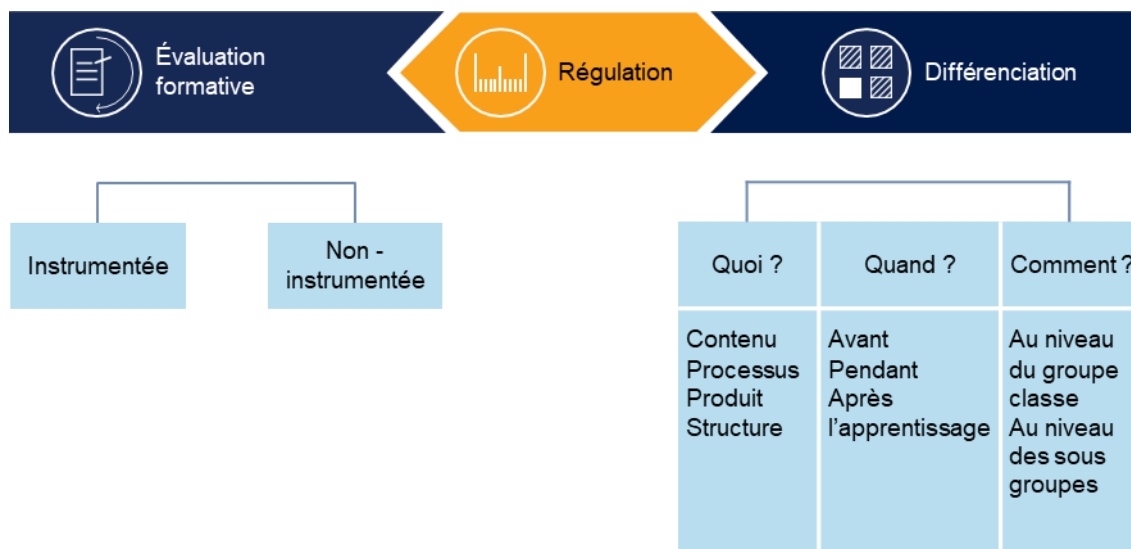 Évaluation
formative
Régulation
Différenciation
Instrumentée
Non -
instrumentée
Quoi ?
Quand ?
Comment ?
Contenu
Processus
Produit
Structure
Avant
Pendant
Après
l’apprentissage
Au niveau
du groupe
classe
Au niveau
des sous
groupes